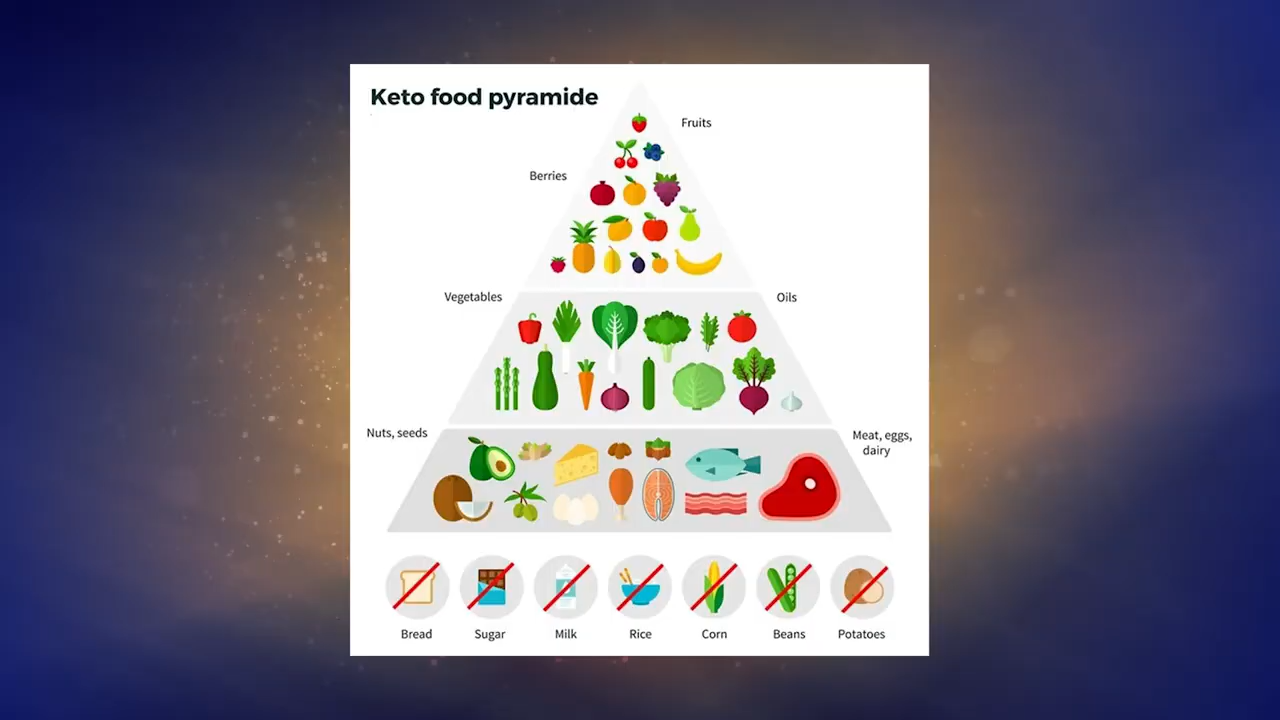 Keto food pyramide
Fruits
Berries
Vegetables
Oils
Nuts, seeds
Meat, eggs,
dairy
Bread
Sugar
Milk
Rice
Corn
Beans
Potatoes